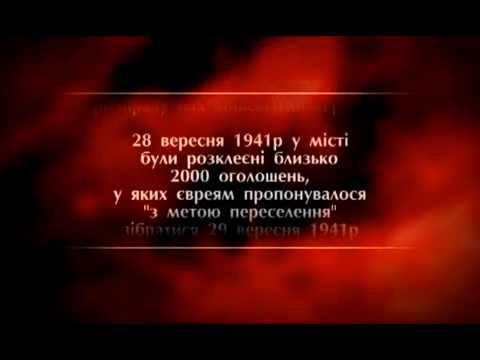 28 вересня 1941р у місті
були розклеєні близько
2000 оголошень,
у яких євреям пропонувалося
"з метою переселення"
зібратися 29 вересня 1941р